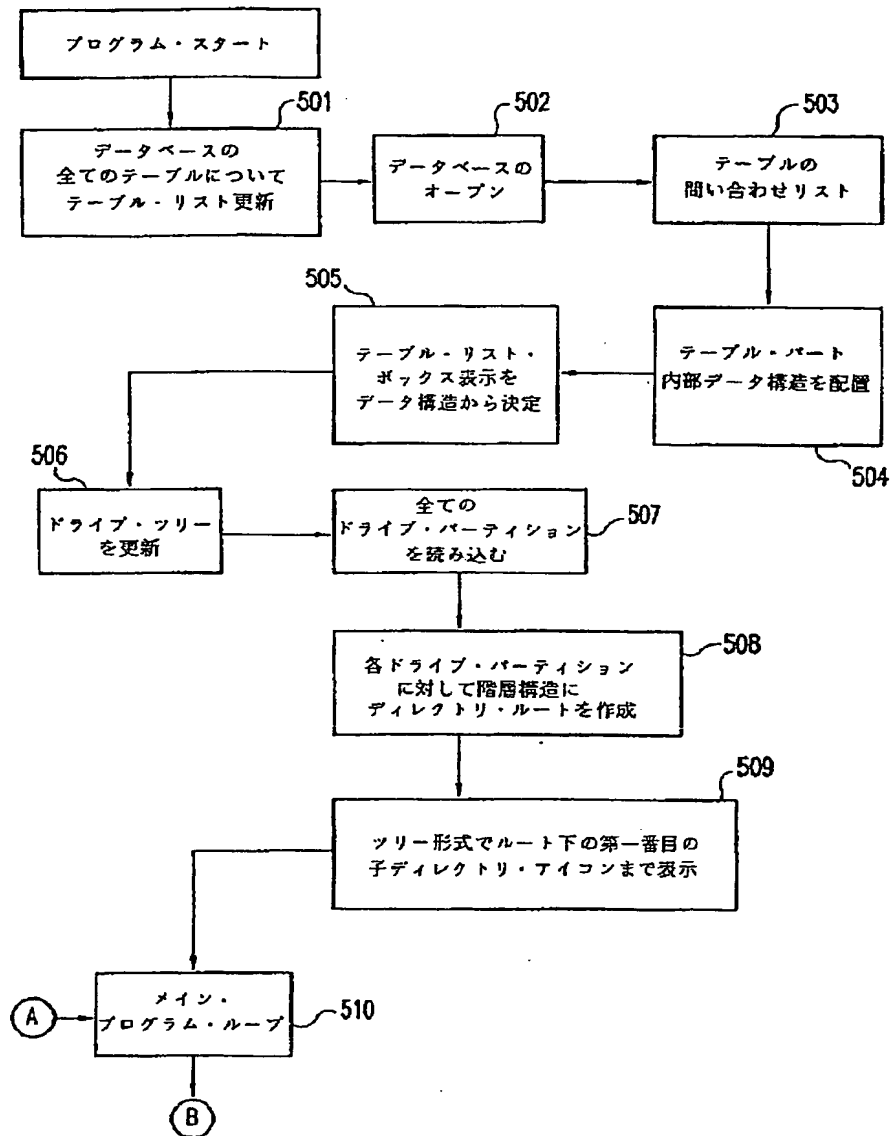 プログラム・スタート
501
データベースの
全てのテーブルについて
テーブル・リスト更新
502
データベースの
オープン
503
テーブルの
問い合わせリスト
504
テーブル・パート
内部データ構造を配置
505
テーブル・リスト・
ボックス表示を
データ構造から決定
506
ドライブ・ツリー
を更新
507
全ての
ドライブ・パーティション
を読み込む
508
各ドライブ・パーティション
に対して階層構造に
ディレクトリ・ルートを作成
509
ツリー形式でルート下の第一番目の
子ディレクトリ・アイコンまで表示
A
メイン・
プログラム・ループ
510
B